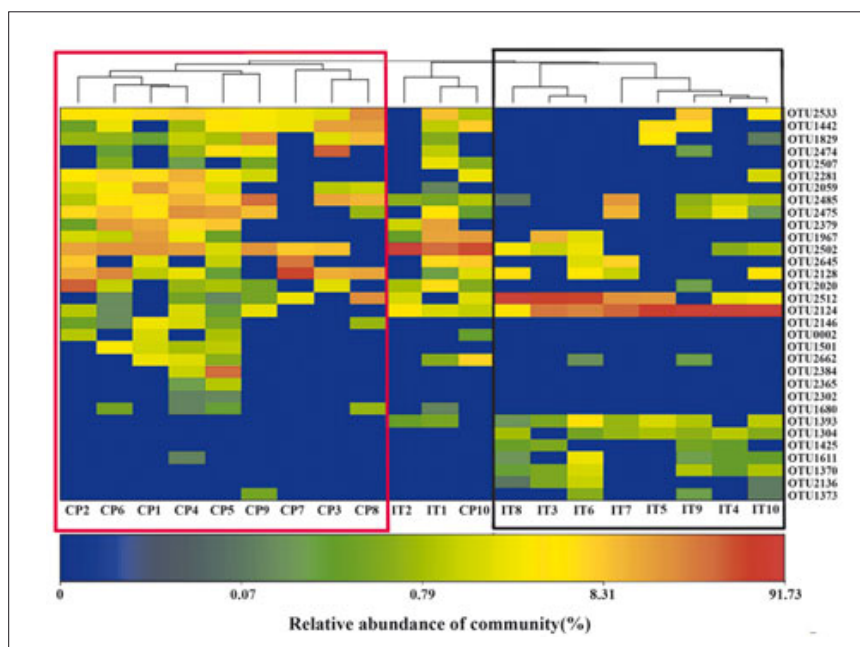 OTU2533
OTU1442
OTU1829
OTU2474
OTU2507
OTU2281
OTU2059
OTU2485
OTU2475
OTU2379
OTU1967
OTU2502
OTU2645
OTU2128
OTU2020
OTU2512
OTU2124
OTU2146
OTU0002
OTU1501
OTU2662
OTU2384
OTU2365
OTU2302
OTU1680
OTU1393
OTU1304
OTU1425
OTU1611
OTU1370
OTU2136
OTU1373
CP2 CP6 CP1 CP4 CP5 CP9 CP7 CP3 CP8 IT2 IT1 CP10 IT8 IT3 IT6 IT7 IT5 IT9 IT4 IT10
0 0.07 0.79 8.31 91.73
Relative abundance of community(%)